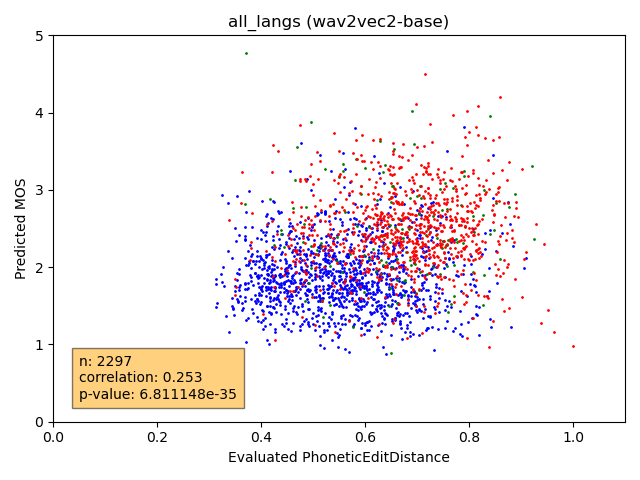 all_langs (wav2vec2-base)
5
4
3
2
1
0
Predicted MOS
n: 2297
correlation: 0.253
p-value: 6.811148e-35
0.0 0.2 0.4 0.6 0.8 1.0
Evaluated PhoneticEditDistance